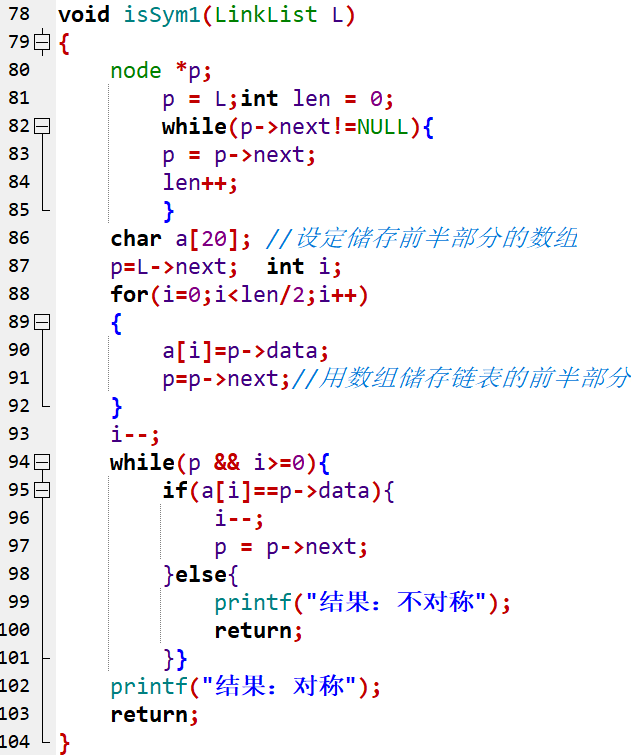 78 void isSym1(LinkList L)
79 {
80 node *p;
81 p = L;int len = 0;
82 while(p->next!=NULL){
83 p = p->next;
84 len++;
85 }
86 char a[20]; //设定储存前半部分的数组
87 p=L->next;  int i;
88 for(i=0;i<len/2;i++)
89 {
90 a[i]=p->data;
91 p=p->next;//用数组储存链表的前半部分
92 }
93 i--;
94 while(p && i>=0){
95 if(a[i]==p->data){
96 i--;
97 p = p->next;
98 }else{
99 printf("结果：不对称");
100 return;
101 }}
102 printf("结果：对称");
103 return;
104 }